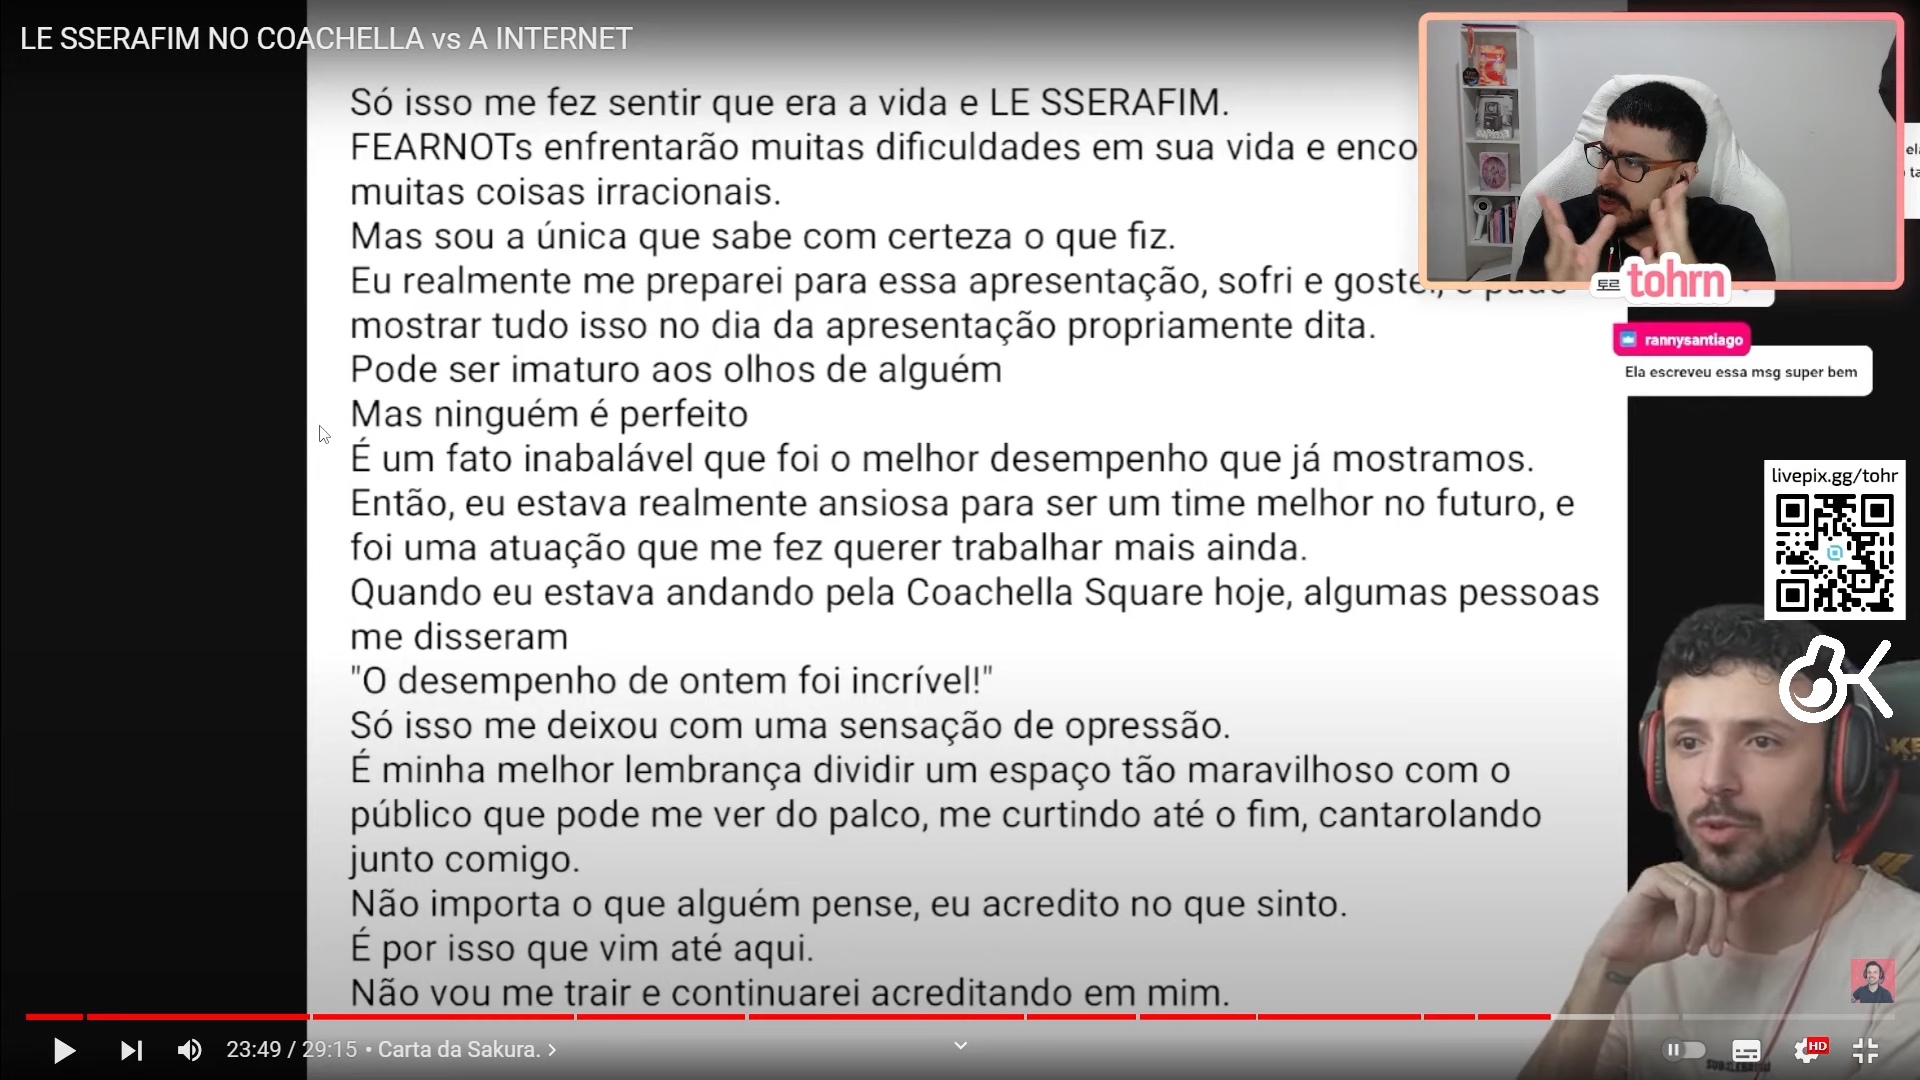 LE SSERAFIM NO COACHELLA vs A INTERNET
Só isso me fez sentir que era a vida e LE SSERAFIM.
FEARNOTs enfrentarão muitas dificuldades em sua vida e enco
muitas coisas irracionais.
Mas sou a única que sabe com certeza o que fiz.
Eu realmente me preparei para essa apresentação, sofri e
mostrar tudo isso no dia da apresentação propriamente dita.
Pode ser imaturo aos olhos de alguém
Mas ninguém é perfeito
É um fato inabalável que foi o melhor desempenho que já mostramos.
Então, eu estava realmente ansiosa para ser um time melhor no futuro, e
foi uma atuação que me fez querer trabalhar mais ainda.
Quando eu estava andando pela Coachella Square hoje, algumas pessoas
me disseram
"O desempenho de ontem foi incrível!"
Só isso me deixou com uma sensação de opressão.
É minha melhor lembrança dividir um espaço tão maravilhoso com o
público que pode me ver do palco, me curtindo até o fim, cantarolando
junto comigo.
Não importa o que alguém pense, eu acredito no que sinto.
É por isso que vim até aqui.
Não vou me trair e continuarei acreditando em mim.
토르 tohrn
rannysantiago
Ela escreveu essa msg super bem
livepix.gg/tohr
23:49 / 29:15 • Carta da Sakura. ›
HD